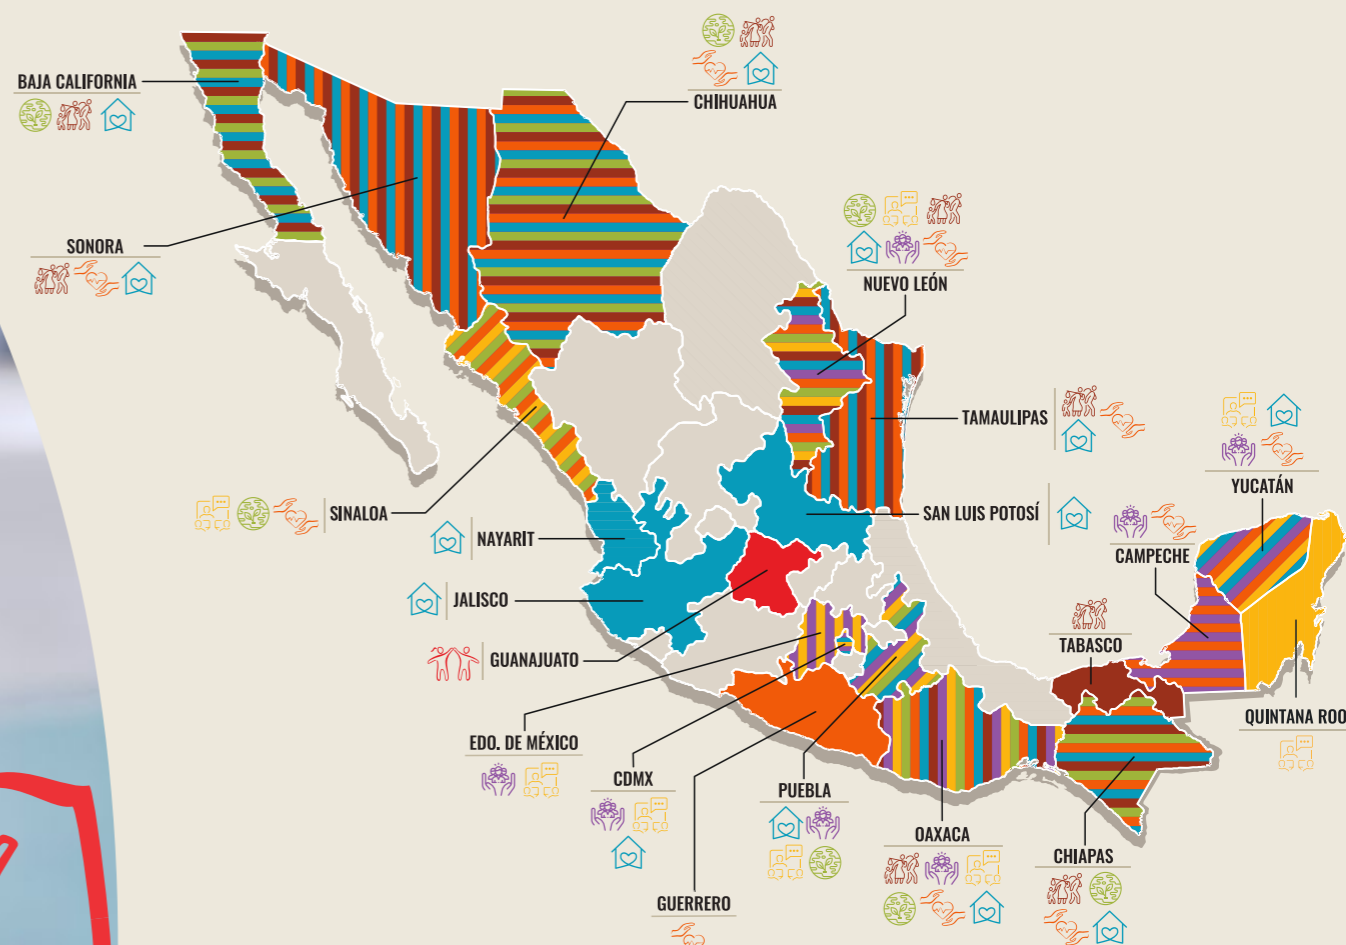 BAJA CALIFORNIA
CHIHUAHUA
SONORA
NUEVO LEÓN
TAMAULIPAS
YUCATÁN
SINALOA
SAN LUIS POTOSÍ
NAYARIT
CAMPECHE
JALISCO
TABASCO
GUANAJUATO
QUINTANA ROO
EDO. DE MÉXICO
CDMX
PUEBLA
OAXACA
CHIAPAS
GUERRERO